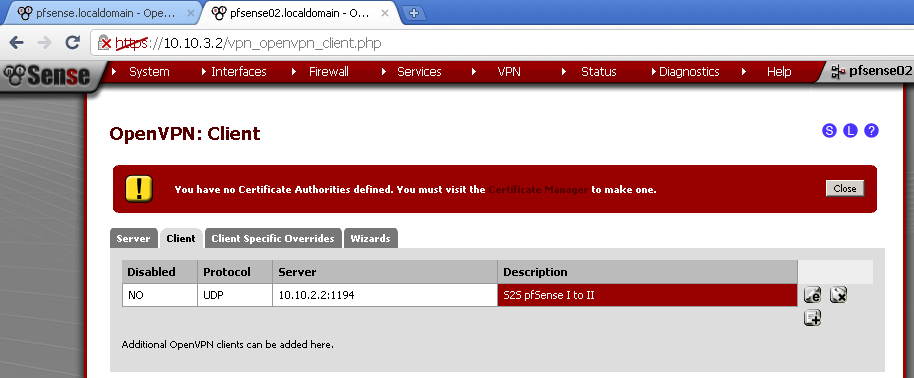 pfsense.localdomain - Ope...
pfsense02.localdomain - O...
https://10.10.3.2/vpn_openvpn_client.php
Sense System Interfaces Firewall Services VPN Status Diagnostics Help pfsense02
OpenVPN: Client
S L ?
You have no Certificate Authorities defined. You must visit the Certificate Manager to make one.
Close
Server Client Client Specific Overrides Wizards
Disabled Protocol Server Description
NO UDP 10.10.2.2:1194 S2S pfSense I to II
Additional OpenVPN clients can be added here.